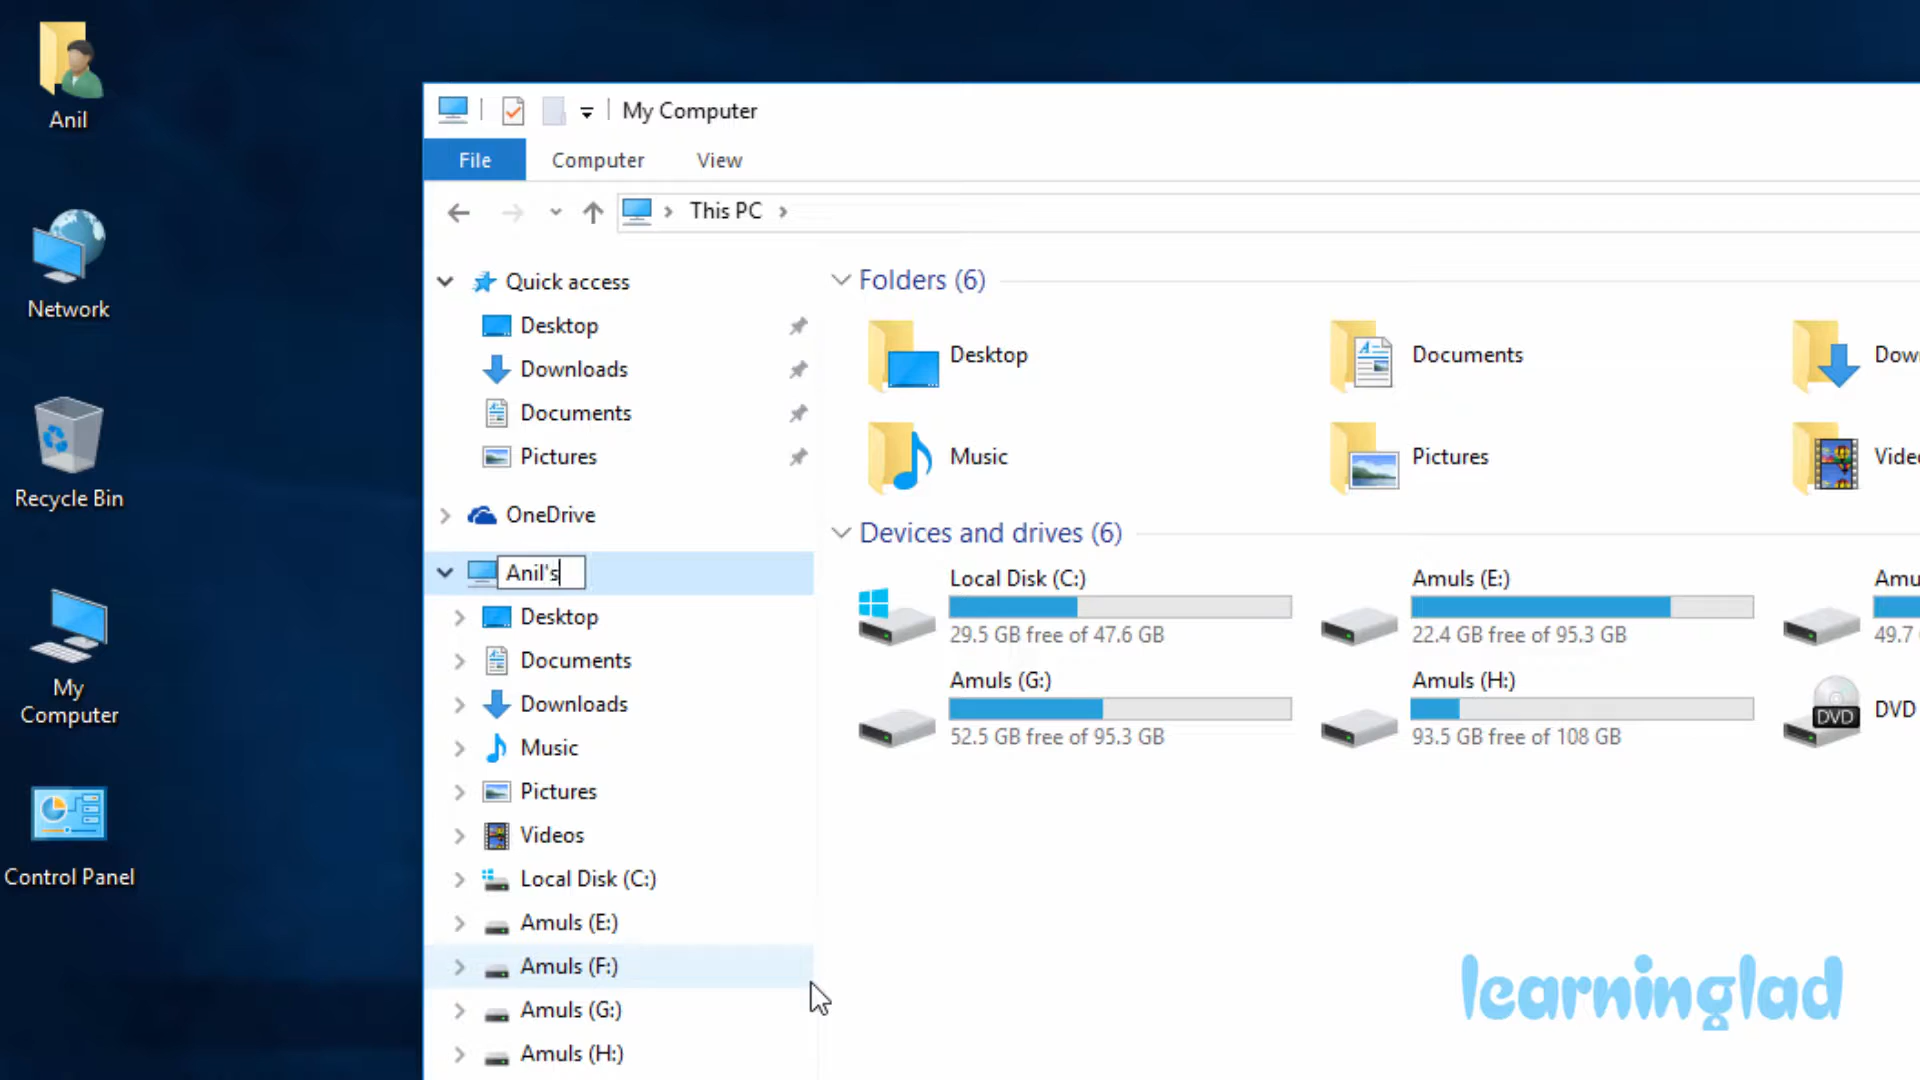 Anil
Network
Recycle Bin
My
Computer
Control Panel
My Computer
File Computer View
This PC
Quick access
Desktop
Downloads
Documents
Pictures
OneDrive
Anil's
Desktop
Documents
Downloads
Music
Pictures
Videos
Local Disk (C:)
Amuls (E:)
Amuls (F:)
Amuls (G:)
Amuls (H:)
Folders (6)
Desktop
Documents
Dow
Music
Pictures
Vide
Devices and drives (6)
Local Disk (C:)
29.5 GB free of 47.6 GB
Amuls (E:)
22.4 GB free of 95.3 GB
Amu
49.7
Amuls (G:)
52.5 GB free of 95.3 GB
Amuls (H:)
93.5 GB free of 108 GB
DVD
DVD
learninglad